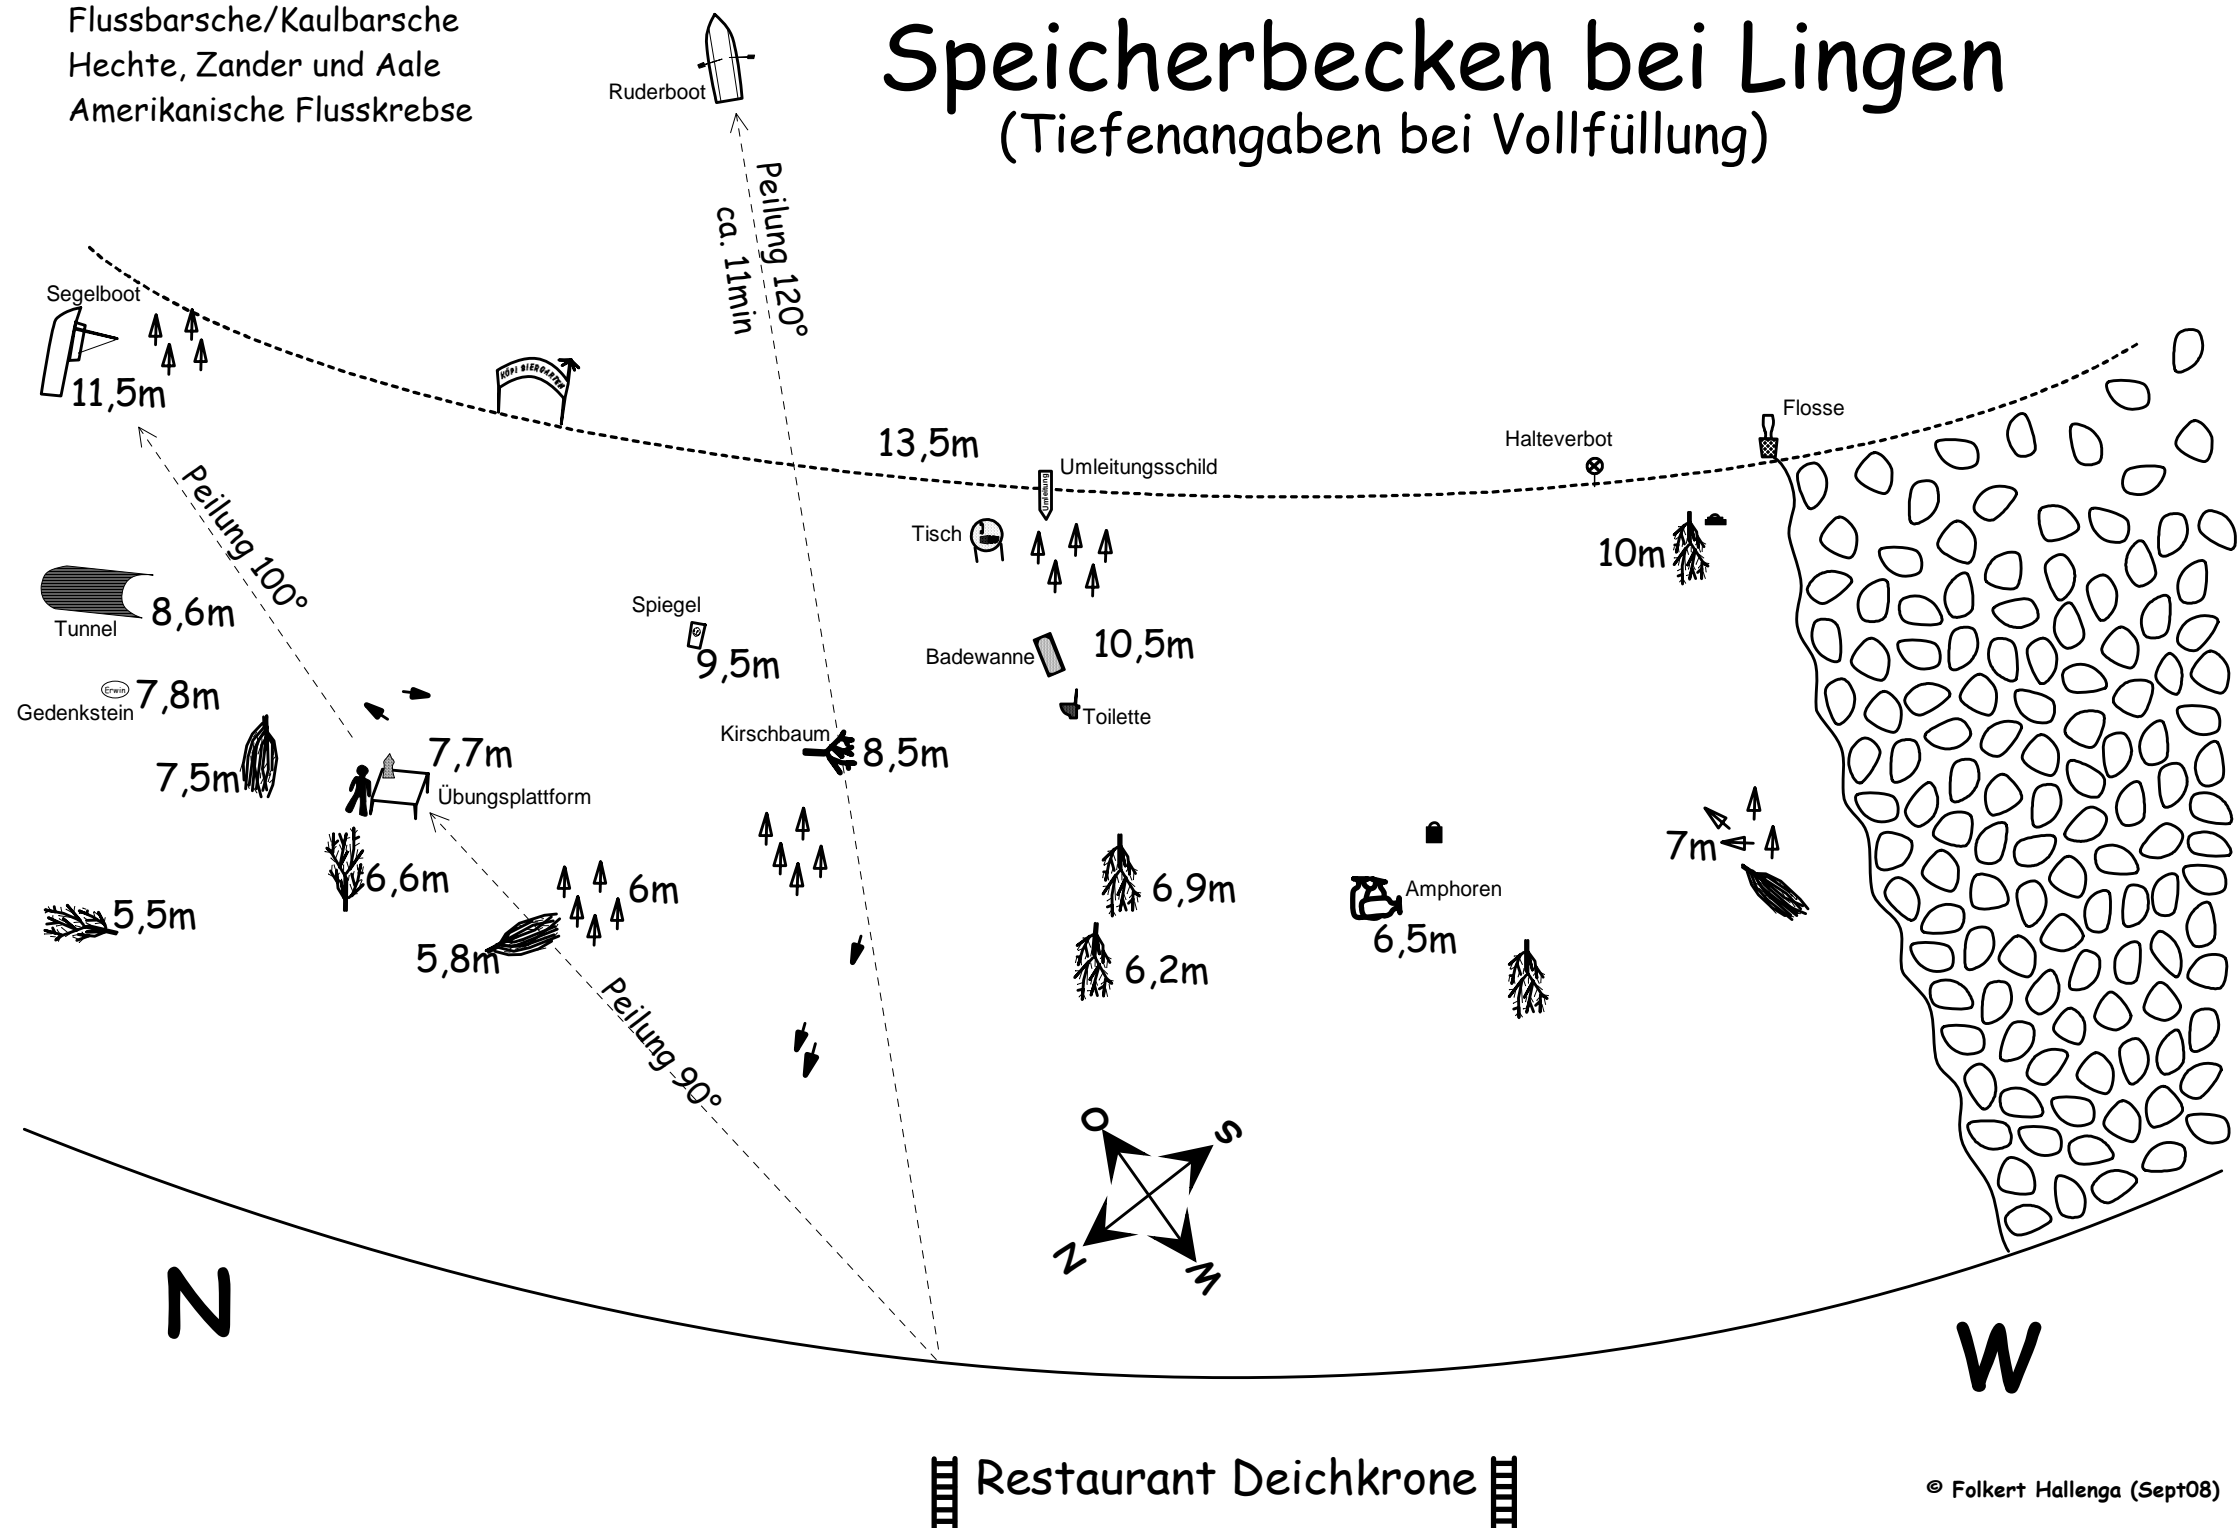 Flussbarsche/Kaulbarsche
Hechte, Zander und Aale
Amerikanische Flusskrebse
Speicherbecken bei Lingen
(Tiefenangaben bei Vollfüllung)
Ruderboot
Peilung 120°
ca. 11min
Segelboot
11,5m
KÖPI BIERGARTEN
13,5m
Umleitungsschild
Umleitung
Halteverbot
Flosse
Peilung 100°
Tisch
10m
8,6m
Tunnel
Spiegel
9,5m
Badewanne
10,5m
Erwin
7,8m
Gedenkstein
Toilette
Kirschbaum
8,5m
7,7m
7,5m
Übungsplattform
7m
6,6m
6m
6,9m
Amphoren
6,5m
5,5m
5,8m
6,2m
Peilung 90°
O
S
N
W
N
W
Restaurant Deichkrone
© Folkert Hallenga (Sept08)